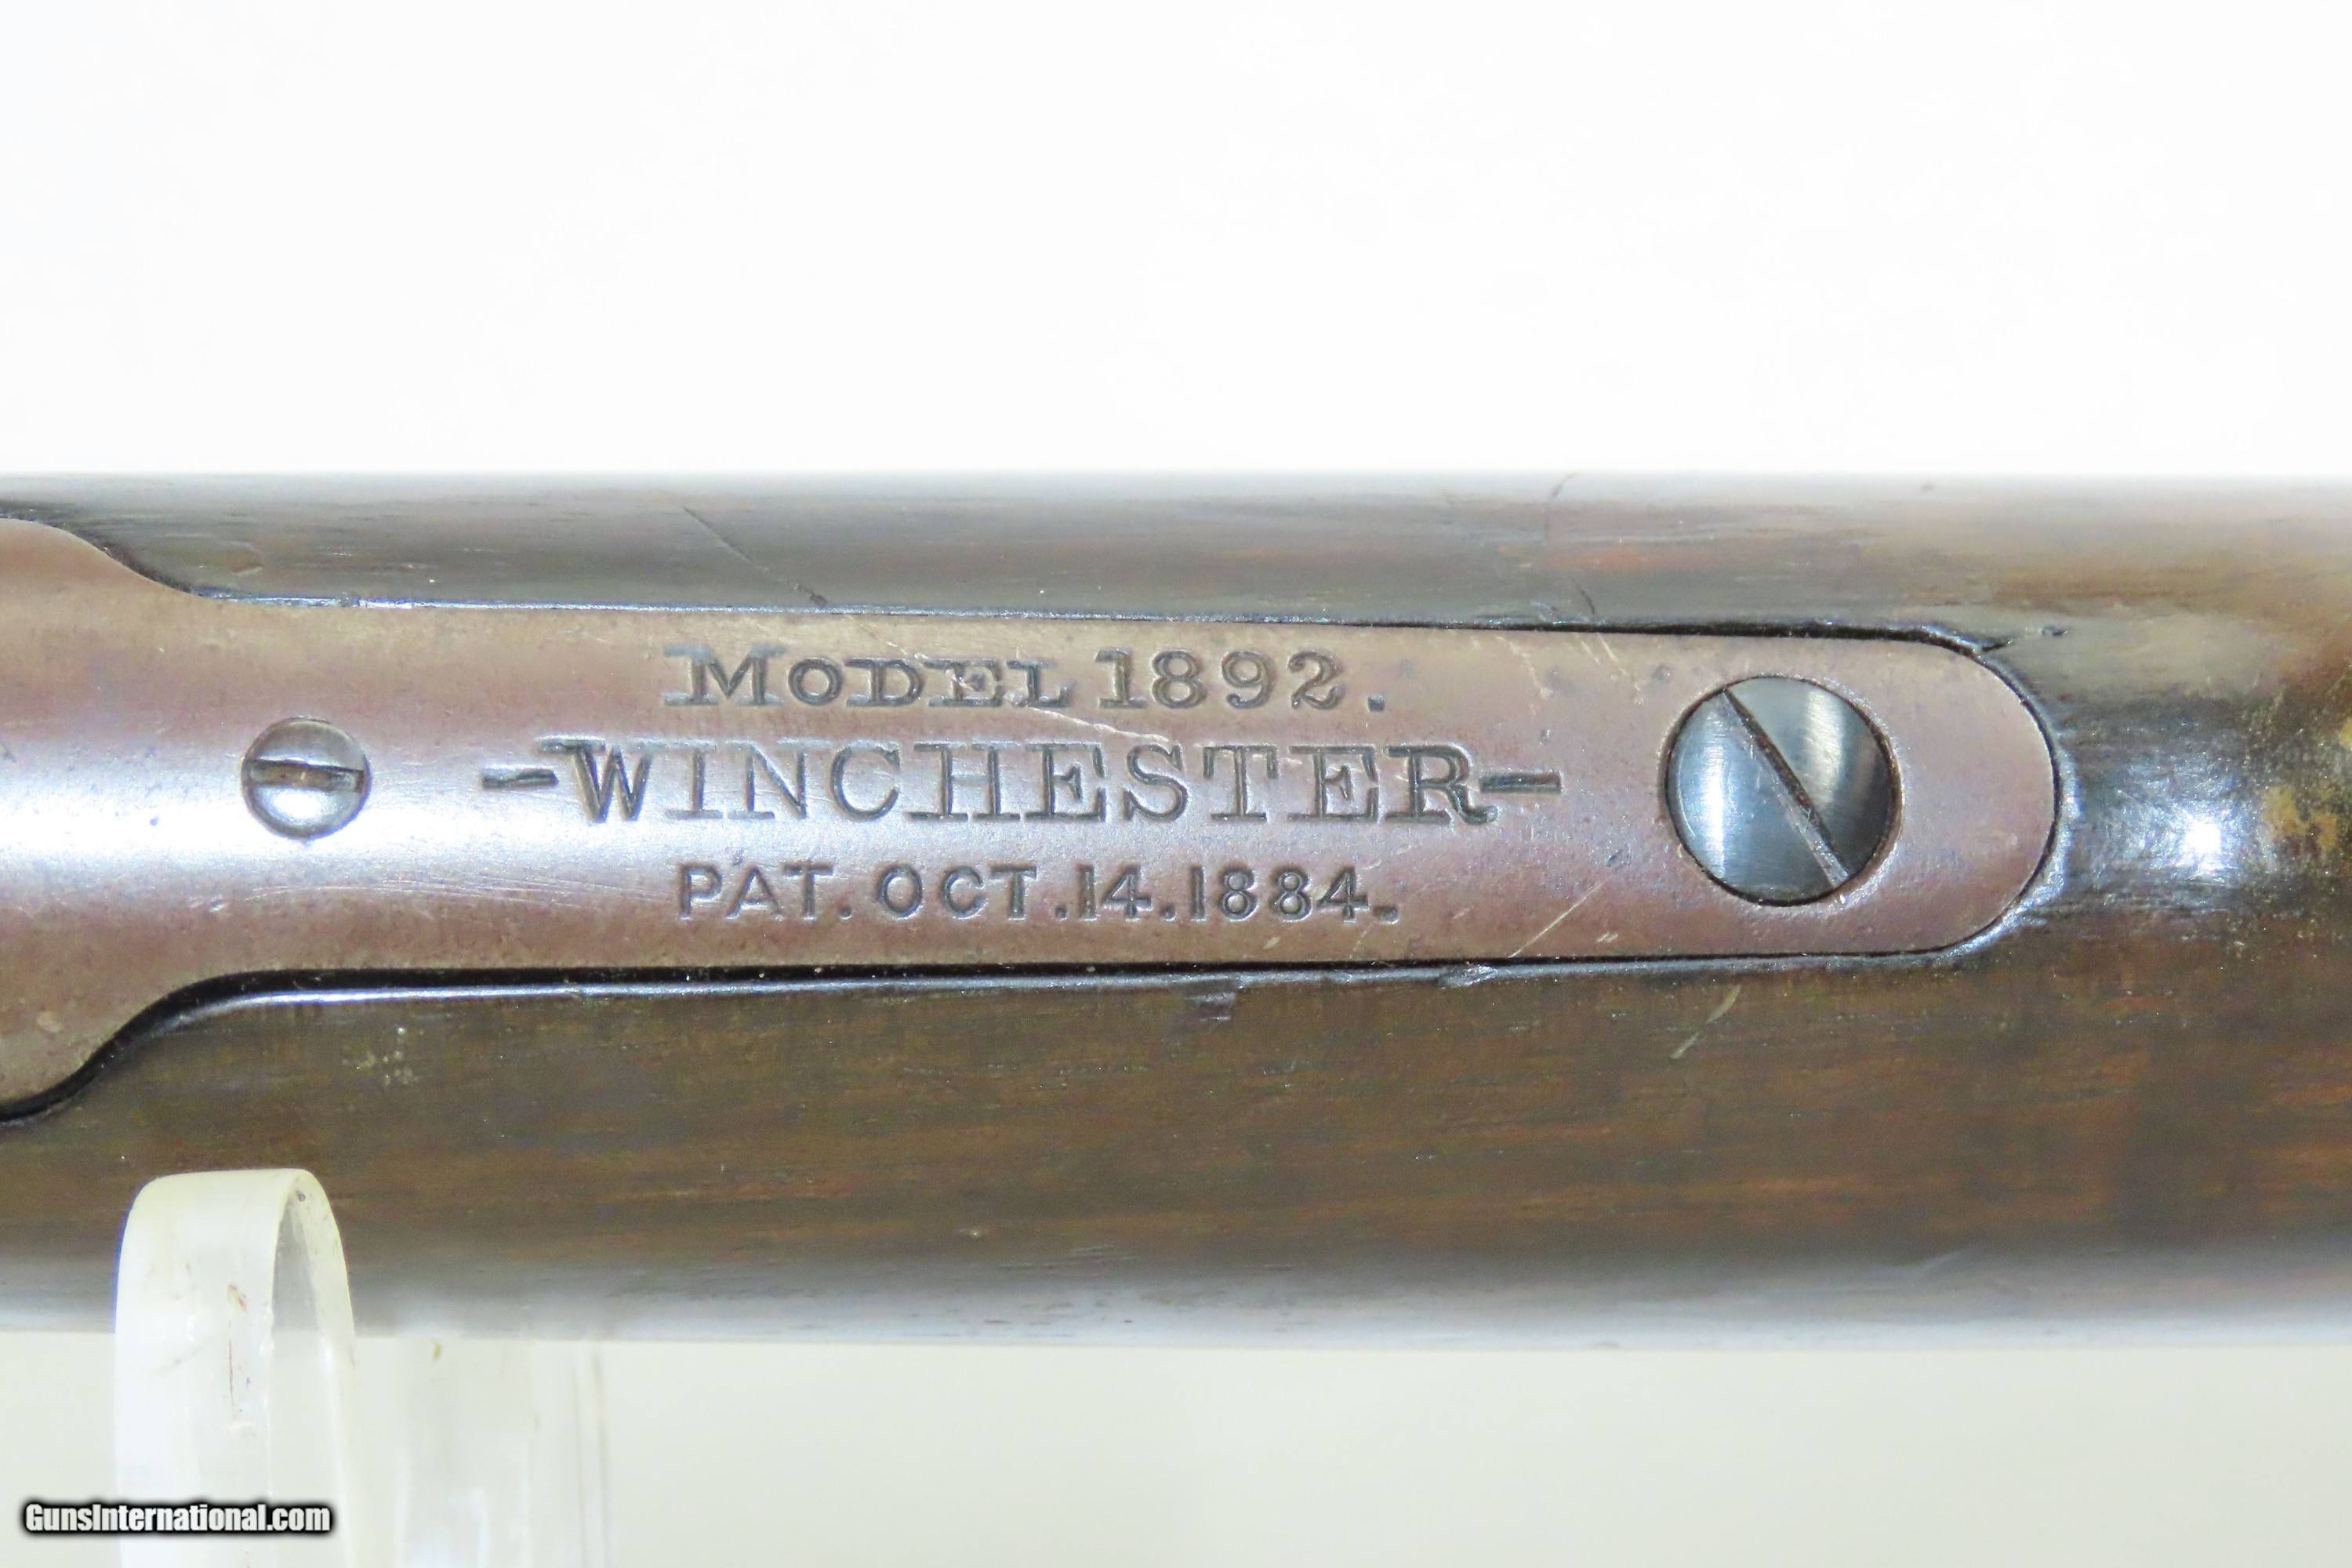 MODEL 1892.
-WINCHESTER-
PAT. OCT. 14. 1884.
GunsInternational.com